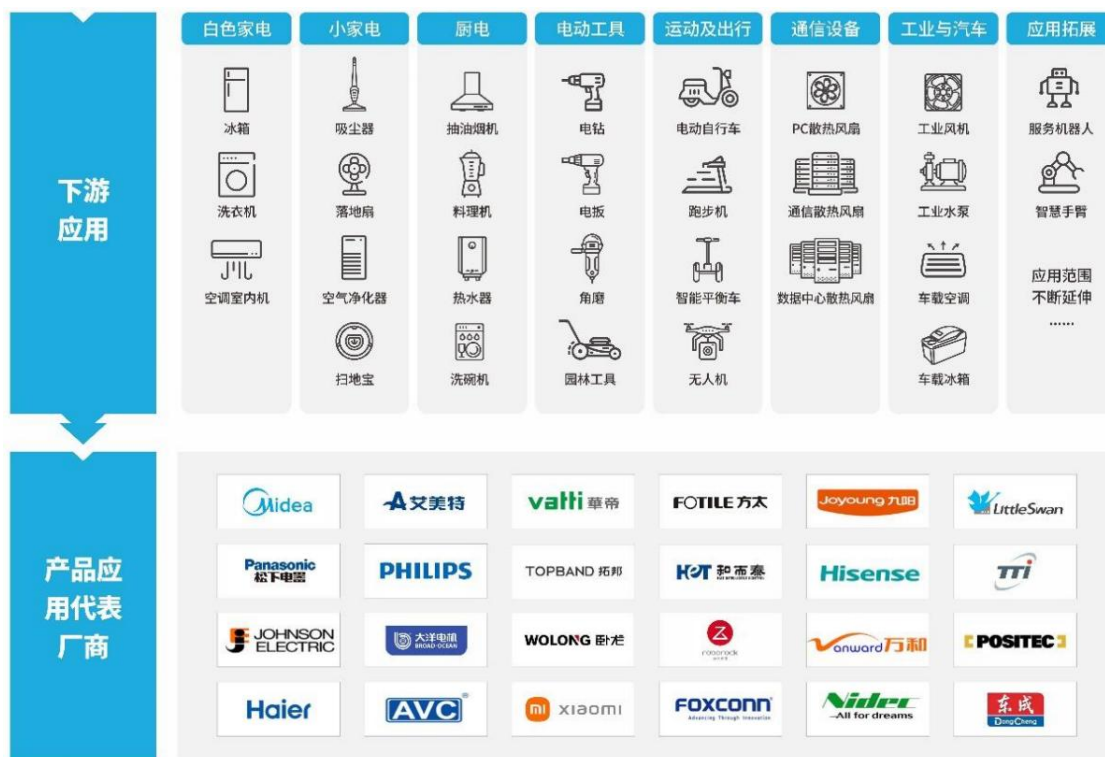 下游
应用
白色家电
小家电
厨电
电动工具
运动及出行
通信设备
工业与汽车
应用拓展
冰箱
吸尘器
抽油烟机
电钻
电动自行车
PC散热风扇
工业风机
服务机器人
洗衣机
落地扇
料理机
电扳
跑步机
通信散热风扇
工业水泵
智慧手臂
空调室内机
空气净化器
热水器
角磨
智能平衡车
数据中心散热风扇
车载空调
应用范围
不断延伸
......
扫地宝
洗碗机
园林工具
无人机
车载冰箱
产品应
用代表
厂商
Midea
艾美特
vatti 華帝
FOTILE 方太
Joyoung 九阳
LittleSwan
Panasonic
松下电器
PHILIPS
TOPBAND 拓邦
H&T 和而泰
Hisense
TTI
JOHNSON
ELECTRIC
大洋电机
BROAD-OCEAN
WOLONG 卧龙
roborock
Vanward 万和
POSITEC
Haier
AVC
mi xiaomi
FOXCONN
Advancing Through Innovation
Nidec
All for dreams
东成
DongCheng